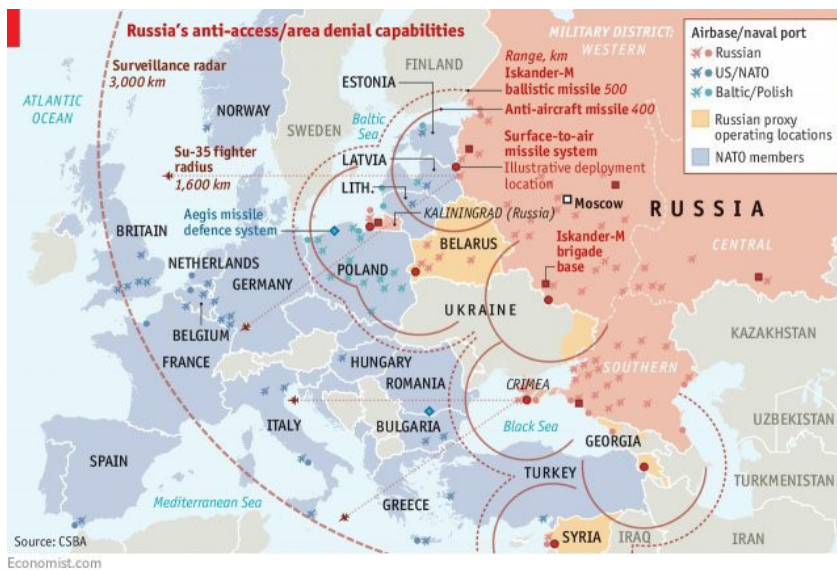 Russia's anti-access/area denial capabilities
Surveillance radar
3,000 km
ATLANTIC
OCEAN
NORWAY
SWEDEN
FINLAND
ESTONIA
Baltic
Sea
Su-35 fighter
radius
1,600 km
LATVIA
LITH.
MILITARY DISTRICT:
WESTERN
Range, km
Iskander-M
ballistic missile 500
Anti-aircraft missile 400
Surface-to-air
missile system
Illustrative deployment
location
Airbase/naval port
Russian
US/NATO
Baltic/Polish
Russian proxy
operating locations
NATO members
Moscow
RUSSIA
CENTRAL
Aegis missile
defence system
KALININGRAD (Russia)
BRITAIN
NETHERLANDS
GERMANY
POLAND
BELARUS
Iskander-M
brigade
base
BELGIUM
UKRAINE
KAZAKHSTAN
FRANCE
HUNGARY
ROMANIA
CRIMEA
SOUTHERN
ITALY
BULGARIA
Black Sea
GEORGIA
UZBEKISTAN
SPAIN
TURKEY
TURKMENISTAN
Mediterranean Sea
GREECE
SYRIA
IRAQ
IRAN
Source: CSBA
Economist.com